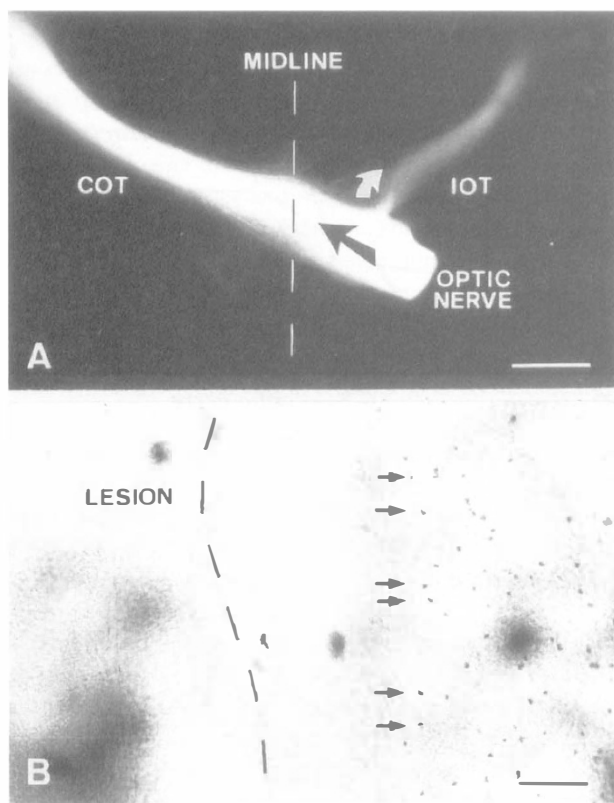 MIDLINE
COT
IOT
OPTIC
NERVE
A
LESION
B